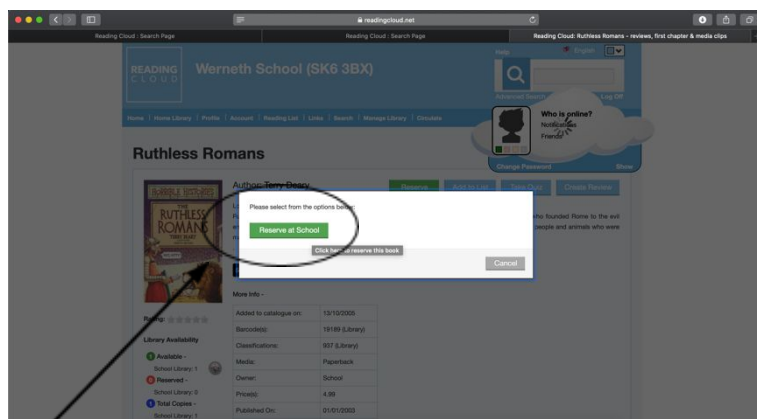 readingcloud.net
Reading Cloud : Search Page
Reading Cloud : Search Page
Reading Cloud: Ruthless Romans - reviews, first chapter & media clips
READING
CLOUD
Werneth School (SK6 3BX)
Help
English
Advanced Search
Log Off
Home | Home Library | Profile | Account | Reading List | Links | Search | Manage Library | Circulate
Who is online?
Notifications
Friends
Change Password
Show
Ruthless Romans
HORRIBLE HISTORIES
THE
RUTHLESS
ROMANS
TERRY DEARY
Author: Terry Deary
Reserve
Add to List
Take Quiz
Create Review
Please select from the options below:
who founded Rome to the evil
people and animals who were
Reserve at School
Click here to reserve this book
Cancel
More Info -
Rating:
Added to catalogue on: 13/10/2005
Barcode(s): 19189 (Library)
Library Availability
Classifications: 937 (Library)
1 Available -
School Library: 1
Media: Paperback
0 Reserved -
School Library: 0
Owner: School
Price(s): 4.99
1 Total Copies -
School Library: 1
Published On: 01/01/2003